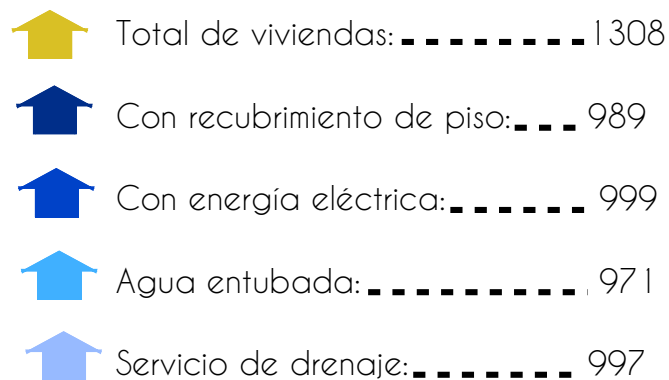 Total de viviendas: 1308
Con recubrimiento de piso: 989
Con energía eléctrica: 999
Agua entubada: 971
Servicio de drenaje: 997